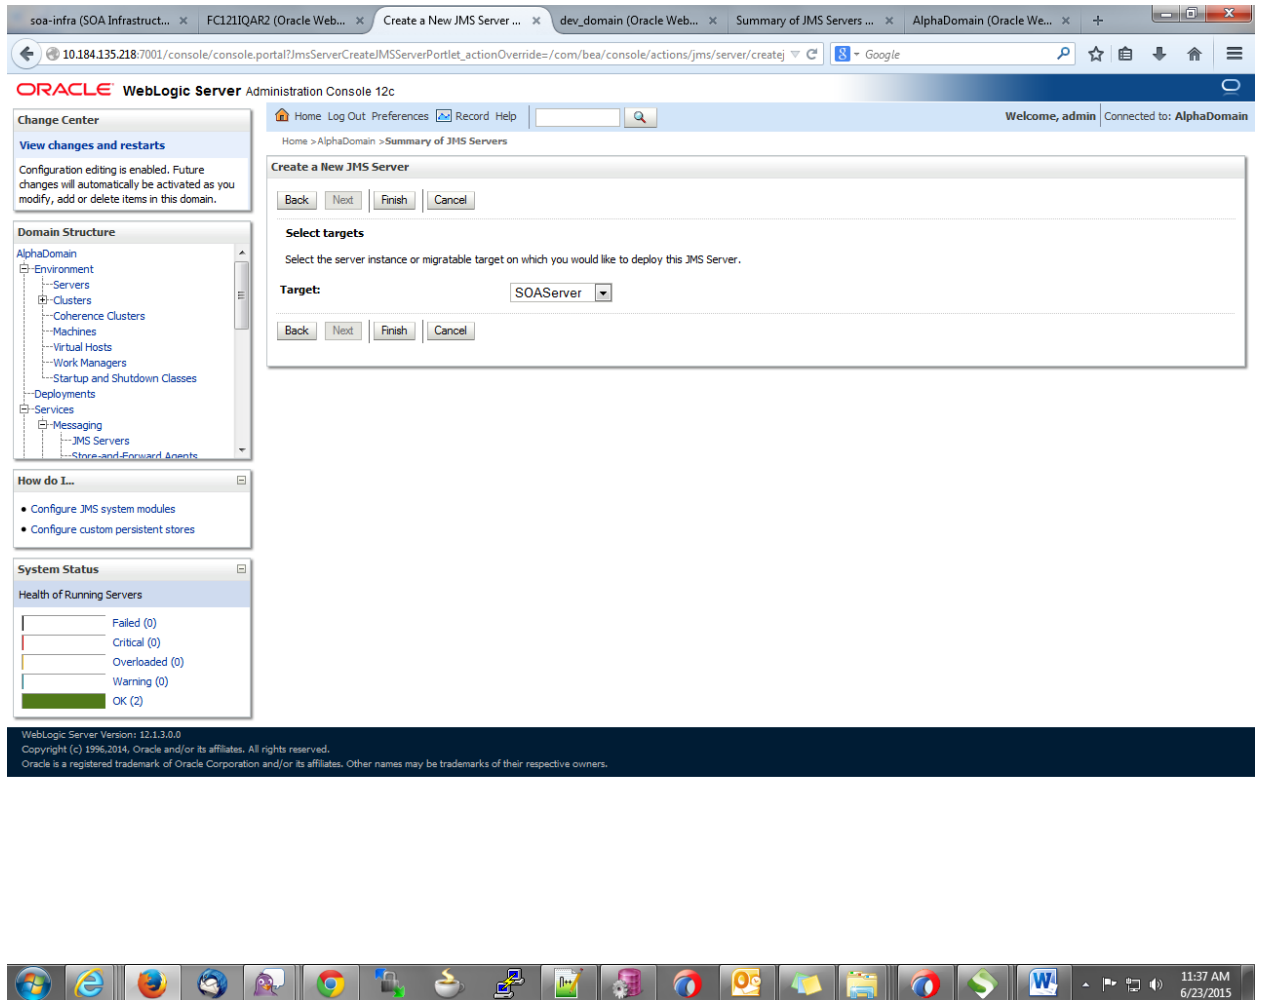 soa-infra (SOA Infrastruct... × FC121IQAR2 (Oracle Web... × Create a New JMS Server ... × dev_domain (Oracle Web... × Summary of JMS Servers ... × AlphaDomain (Oracle We... × +
10.184.135.218:7001/console/console.portal?JmsServerCreateJMSServerPortlet_actionOverride=/com/bea/console/actions/jms/server/createj
Google
ORACLE WebLogic Server Administration Console 12c
Change Center
View changes and restarts
Configuration editing is enabled. Future
changes will automatically be activated as you
modify, add or delete items in this domain.
Domain Structure
AlphaDomain
Environment
Servers
Clusters
Coherence Clusters
Machines
Virtual Hosts
Work Managers
Startup and Shutdown Classes
Deployments
Services
Messaging
JMS Servers
Store-and-Forward Agents
How do I...
Configure JMS system modules
Configure custom persistent stores
System Status
Health of Running Servers
Failed (0)
Critical (0)
Overloaded (0)
Warning (0)
OK (2)
Home Log Out Preferences Record Help
Welcome, admin Connected to: AlphaDomain
Home >AlphaDomain >Summary of JMS Servers
Create a New JMS Server
Back Next Finish Cancel
Select targets
Select the server instance or migratable target on which you would like to deploy this JMS Server.
Target: SOAServer
Back Next Finish Cancel
WebLogic Server Version: 12.1.3.0.0
Copyright (c) 1996,2014, Oracle and/or its affiliates. All rights reserved.
Oracle is a registered trademark of Oracle Corporation and/or its affiliates. Other names may be trademarks of their respective owners.
11:37 AM
6/23/2015